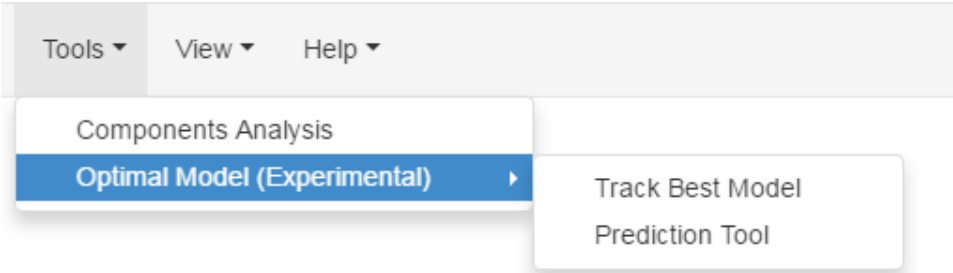 Tools View Help
Components Analysis
Optimal Model (Experimental)
Track Best Model
Prediction Tool